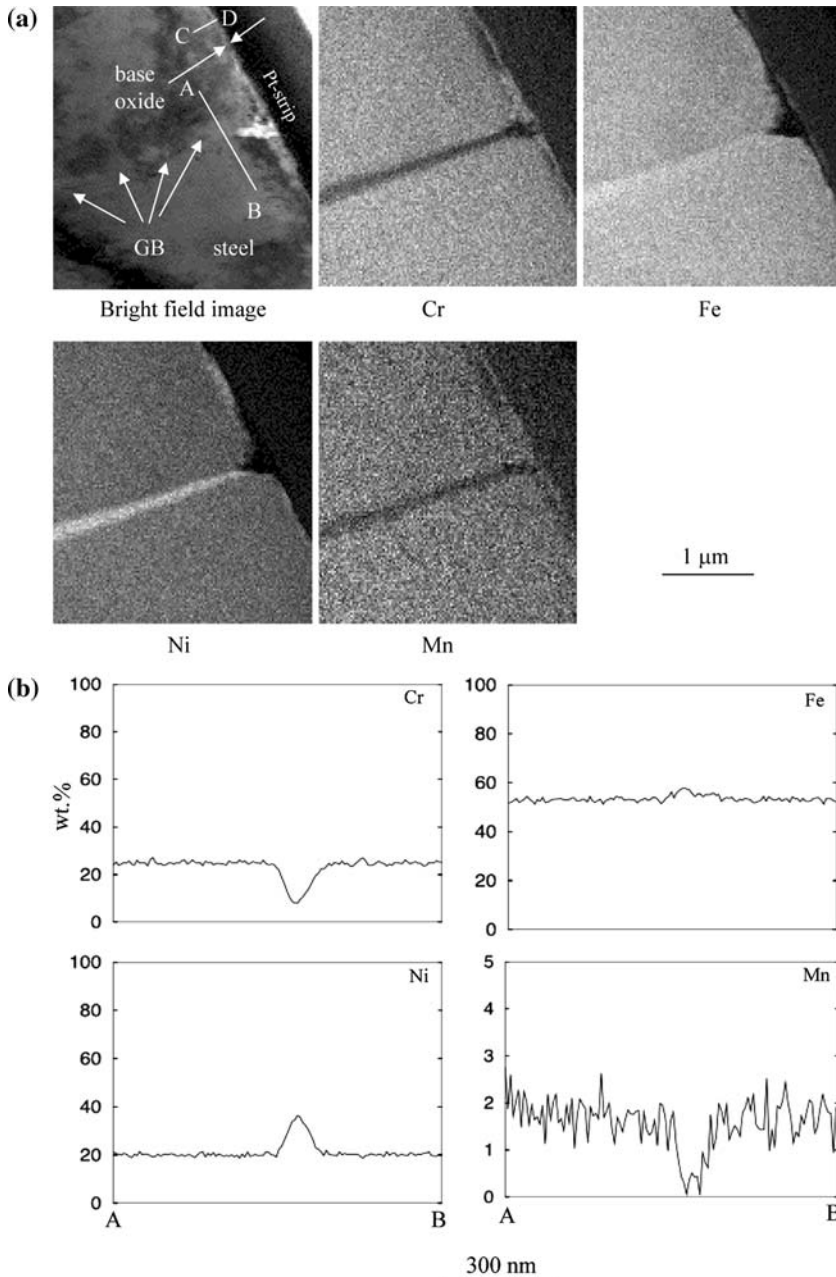 (a)
C D
base
oxide
A
Pt-strip
B
GB
steel
Bright field image
Cr
Fe
Ni
Mn
1 μm
(b)
100
80
60
40
20
0
wt.%
Cr
100
80
60
40
20
0
Fe
100
80
60
40
20
0
Ni
A B
5
4
3
2
1
0
Mn
A B
300 nm